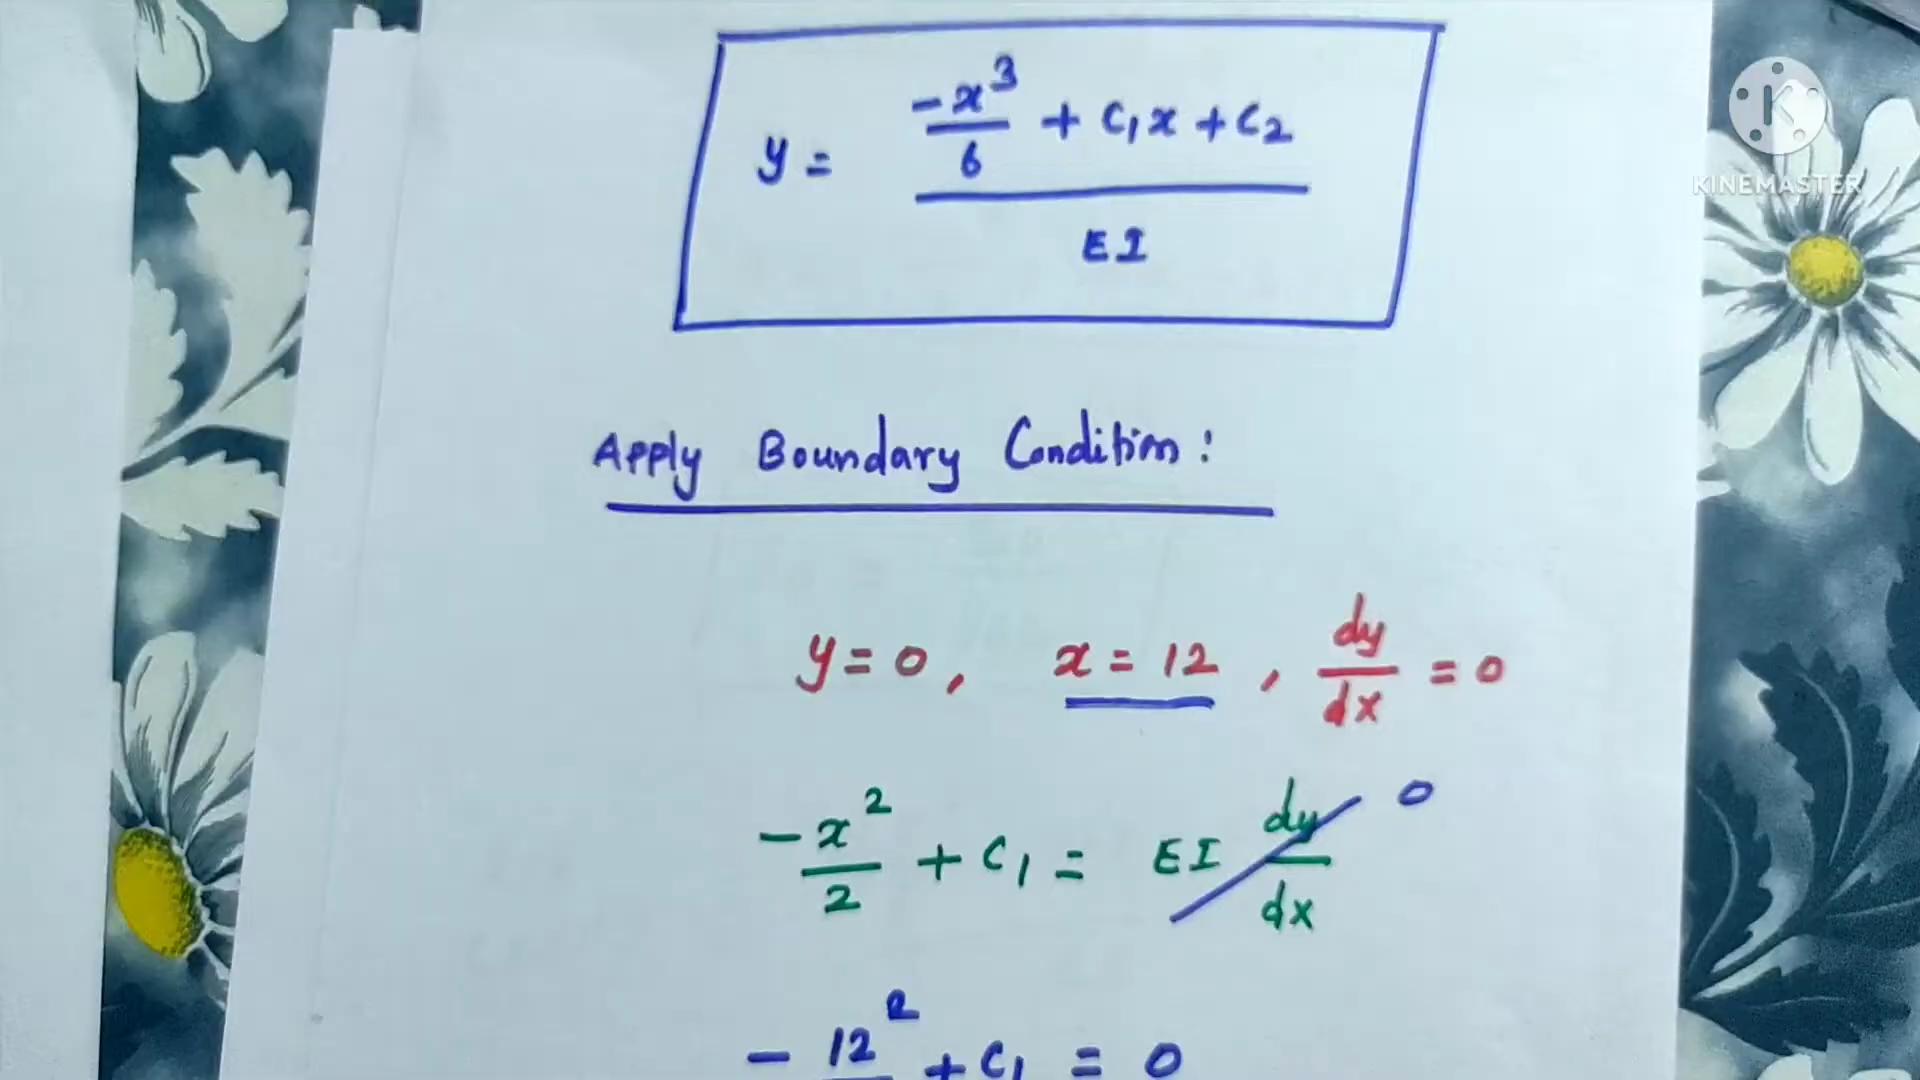 y = (-x³/6 + C₁x + C₂) / EI
KINEMASTER
Apply Boundary Condition:
y = 0, x = 12, dy/dx = 0
-x²/2 + C₁ = EI dy/dx 0
- 12² + C₁ = 0